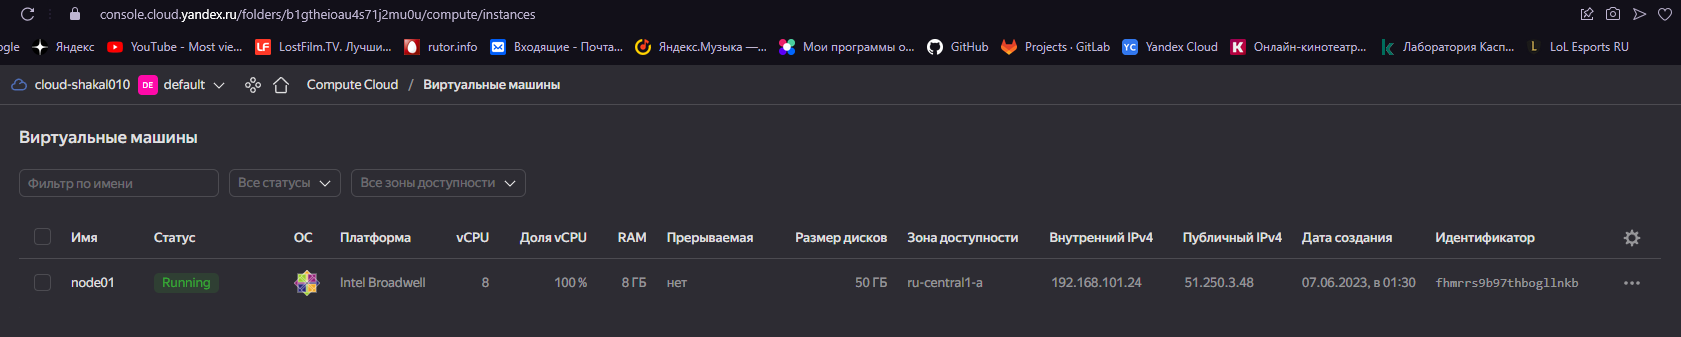 console.cloud.yandex.ru/folders/b1gtheioau4s71j2mu0u/compute/instances
ogle Яндекс YouTube - Most vie... LF LostFilm.TV. Лучши... rutor.info Входящие - Почта... Яндекс.Музыка —... Мои программы о... GitHub Projects · GitLab YC Yandex Cloud K Онлайн-кинотеатр... k Лаборатория Касп... L LoL Esports RU
cloud-shakal010 DE default Compute Cloud / Виртуальные машины
Виртуальные машины
Фильтр по имени Все статусы Все зоны доступности
Имя Статус ОС Платформа vCPU Доля vCPU RAM Прерываемая Размер дисков Зона доступности Внутренний IPv4 Публичный IPv4 Дата создания Идентификатор
node01 Running Intel Broadwell 8 100 % 8 ГБ нет 50 ГБ ru-central1-a 192.168.101.24 51.250.3.48 07.06.2023, в 01:30 fhmrrs9b97thbogllnkb